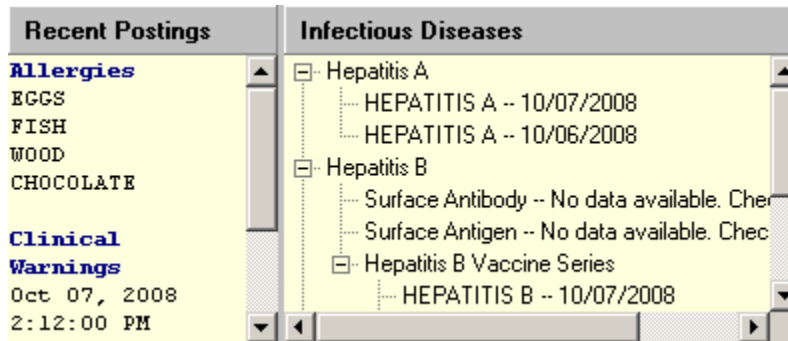 Recent Postings
Allergies
EGGS
FISH
WOOD
CHOCOLATE
Clinical
Warnings
Oct 07, 2008
2:12:00 PM
Infectious Diseases
Hepatitis A
HEPATITIS A -- 10/07/2008
HEPATITIS A -- 10/06/2008
Hepatitis B
Surface Antibody -- No data available. Che
Surface Antigen -- No data available. Chec
Hepatitis B Vaccine Series
HEPATITIS B -- 10/07/2008